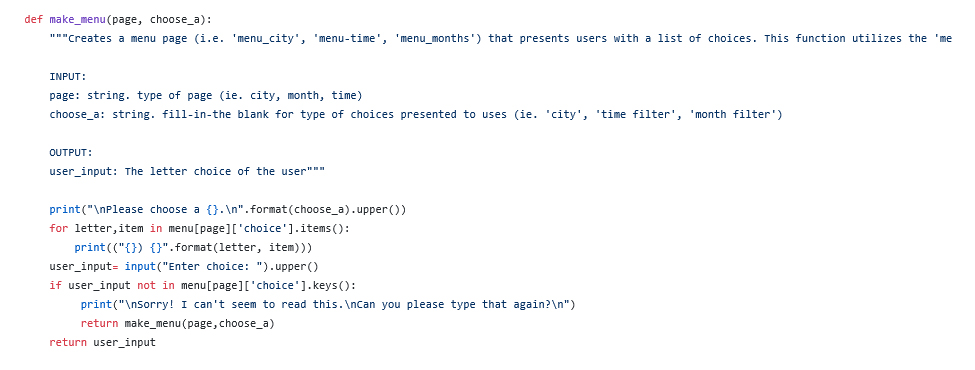 def make_menu(page, choose_a):
"""Creates a menu page (i.e. 'menu_city', 'menu-time', 'menu_months') that presents users with a list of choices. This function utilizes the 'me
INPUT:
page: string. type of page (ie. city, month, time)
choose_a: string. fill-in-the blank for type of choices presented to uses (ie. 'city', 'time filter', 'month filter')
OUTPUT:
user_input: The letter choice of the user"""
print("\nPlease choose a {}.\n".format(choose_a).upper())
for letter,item in menu[page]['choice'].items():
print(("{}) {}".format(letter, item)))
user_input= input("Enter choice: ").upper()
if user_input not in menu[page]['choice'].keys():
print("\nSorry! I can't seem to read this.\nCan you please type that again?\n")
return make_menu(page,choose_a)
return user_input